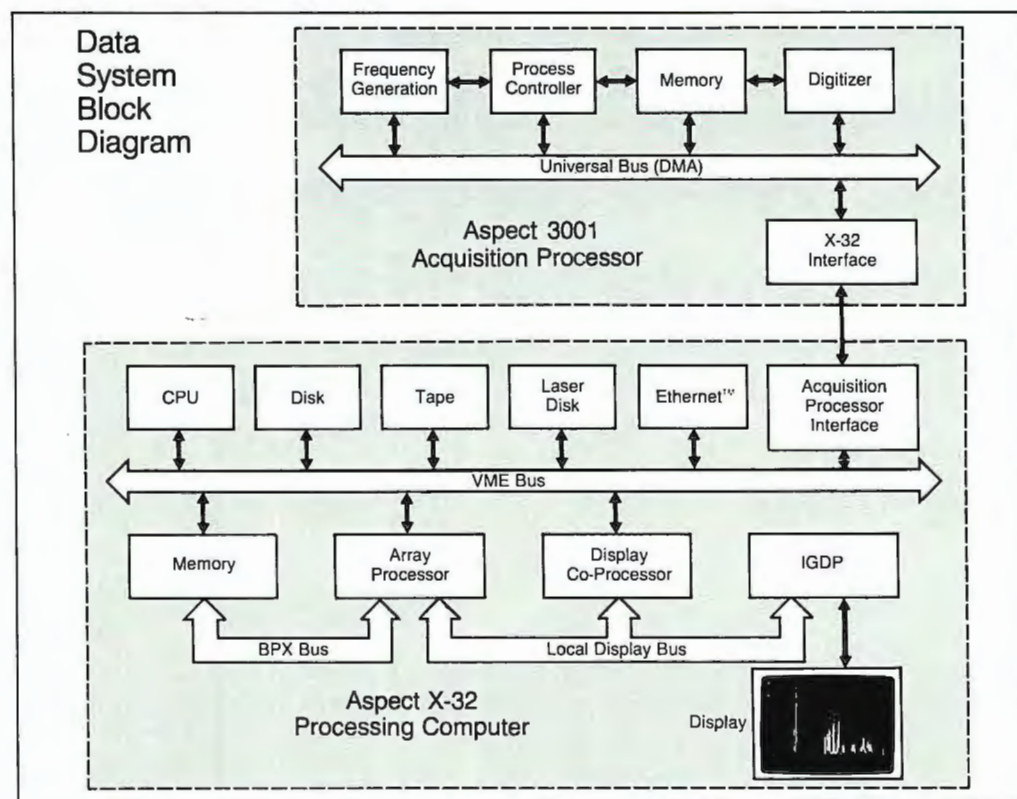 Data
System
Block
Diagram
Frequency
Generation
Process
Controller
Memory
Digitizer
Universal Bus (DMA)
Aspect 3001
Acquisition Processor
X-32
Interface
CPU
Disk
Tape
Laser
Disk
Ethernet™
Acquisition
Processor
Interface
VME Bus
Memory
Array
Processor
Display
Co-Processor
IGDP
BPX Bus
Local Display Bus
Aspect X-32
Processing Computer
Display